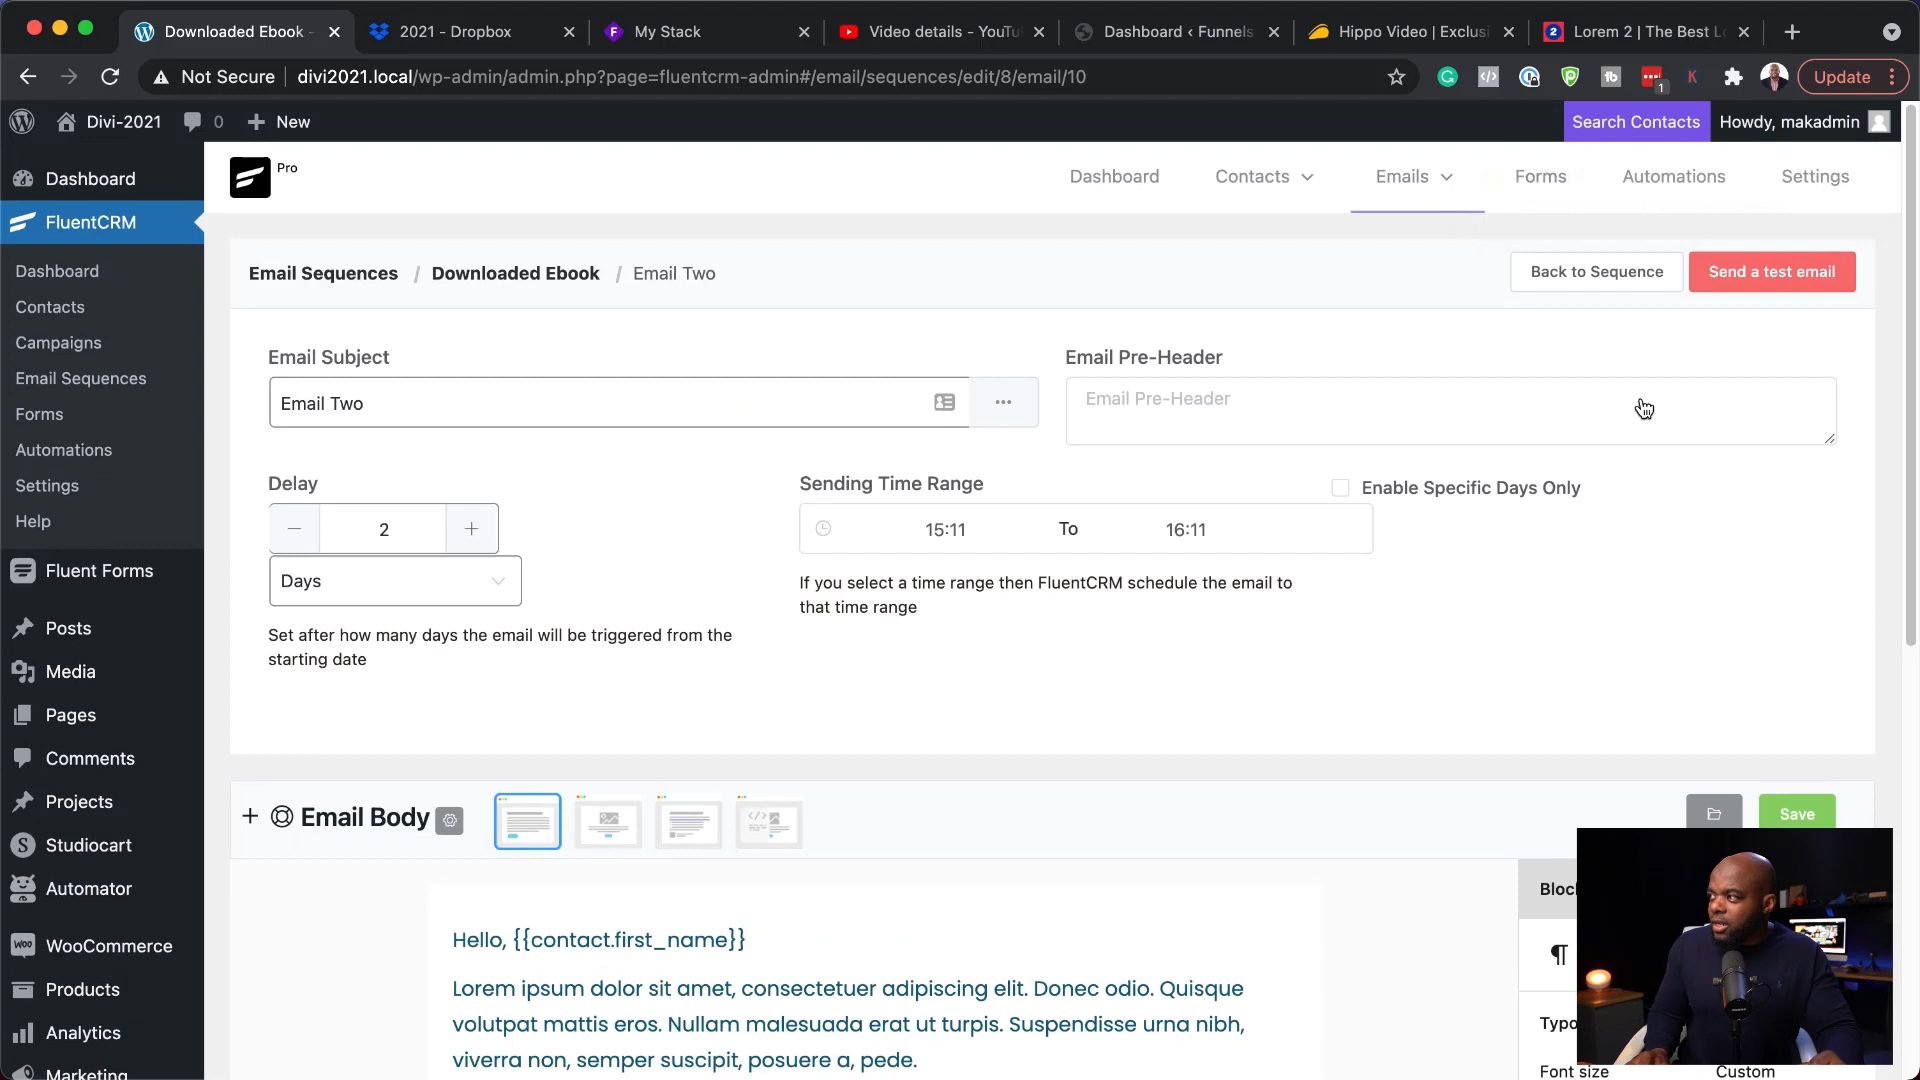 Downloaded Ebook -
2021 - Dropbox
My Stack
Video details - YouTu
Dashboard ‹ Funnels
Hippo Video | Exclusi
2
Lorem 2 | The Best Lo
Not Secure
divi2021.local/wp-admin/admin.php?page=fluentcrm-admin#/email/sequences/edit/8/email/10
1
Update
Divi-2021
0
New
Search Contacts
Howdy, makadmin
Dashboard
FluentCRM
Dashboard
Contacts
Campaigns
Email Sequences
Forms
Automations
Settings
Help
Fluent Forms
Posts
Media
Pages
Comments
Projects
Studiocart
Automator
WooCommerce
Products
Analytics
Marketing
Pro
Dashboard
Contacts
Emails
Forms
Automations
Settings
Email Sequences / Downloaded Ebook / Email Two
Back to Sequence
Send a test email
Email Subject
Email Two
Email Pre-Header
Email Pre-Header
Delay
2
Days
Set after how many days the email will be triggered from the
starting date
Sending Time Range
15:11 To 16:11
Enable Specific Days Only
If you select a time range then FluentCRM schedule the email to
that time range
Email Body
Save
Hello, {{contact.first_name}}
Lorem ipsum dolor sit amet, consectetuer adipiscing elit. Donec odio. Quisque
volutpat mattis eros. Nullam malesuada erat ut turpis. Suspendisse urna nibh,
viverra non, semper suscipit, posuere a, pede.
Bloc
Typo
Font size
Custom